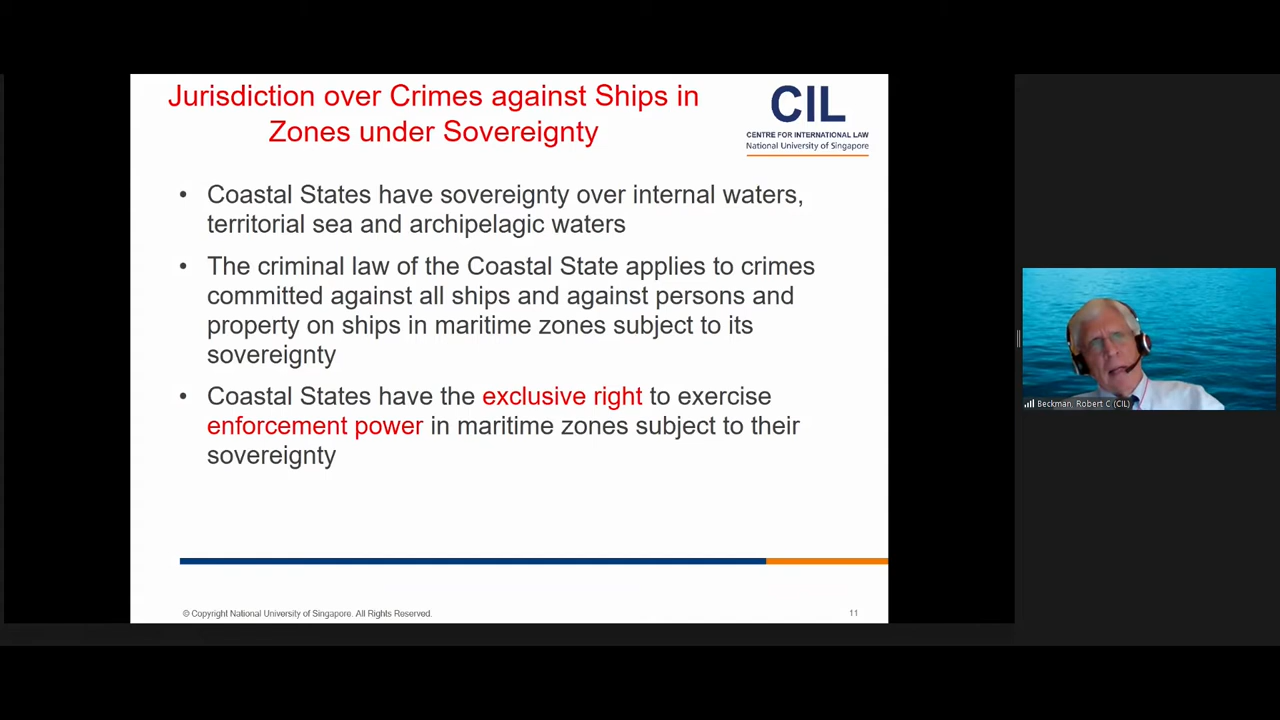 Jurisdiction over Crimes against Ships in
Zones under Sovereignty
CIL
CENTRE FOR INTERNATIONAL LAW
National University of Singapore
• Coastal States have sovereignty over internal waters,
territorial sea and archipelagic waters
• The criminal law of the Coastal State applies to crimes
committed against all ships and against persons and
property on ships in maritime zones subject to its
sovereignty
• Coastal States have the exclusive right to exercise
enforcement power in maritime zones subject to their
sovereignty
© Copyright National University of Singapore. All Rights Reserved.
11
Beckman, Robert C (CIL)